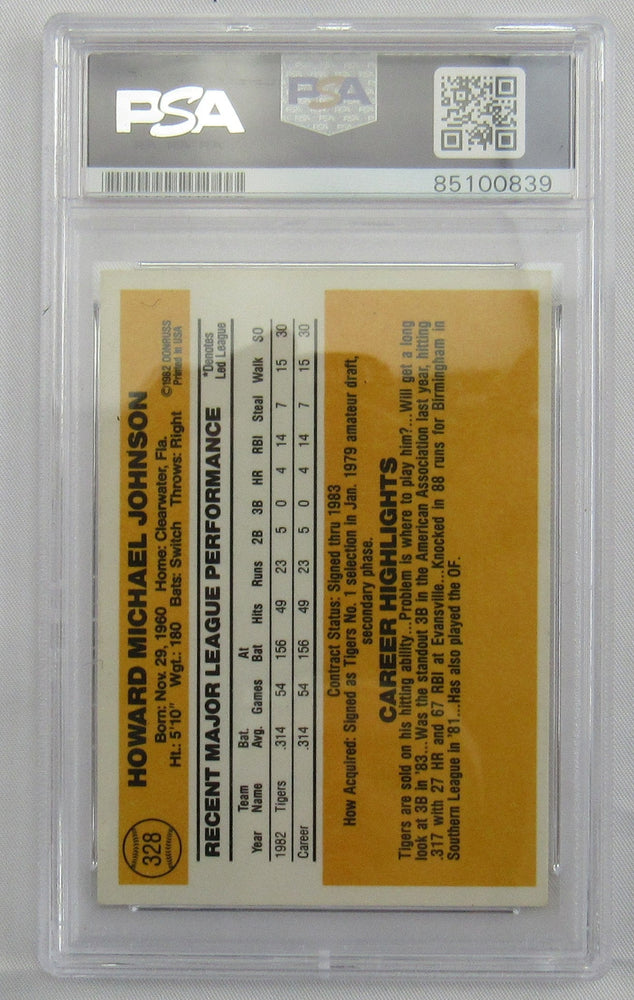 PSA
PSA
85100839
328
HOWARD MICHAEL JOHNSON
Born: Nov. 29, 1960 Home: Clearwater, Fla.
Ht.: 5'10" Wgt.: 180 Bats: Switch Throws: Right
©1982 DONRUSS
Printed in USA
RECENT MAJOR LEAGUE PERFORMANCE
*Denotes
Led League
Year Team Name Bat. Avg. Games At Bat Hits Runs 2B 3B HR RBI Steal Walk SO
1982 Tigers .314 54 156 49 23 5 0 4 14 7 15 30
Career .314 54 156 49 23 5 0 4 14 7 15 30
Contract Status: Signed thru 1983
How Acquired: Signed as Tigers No. 1 selection in Jan. 1979 amateur draft,
secondary phase.
CAREER HIGHLIGHTS
Tigers are sold on his hitting ability...Problem is where to play him?...Will get a long
look at 3B in '83...Was the standout 3B in the American Association last year, hitting
.317 with 27 HR and 67 RBI at Evansville...Knocked in 88 runs for Birmingham in
Southern League in '81...Has also played the OF.